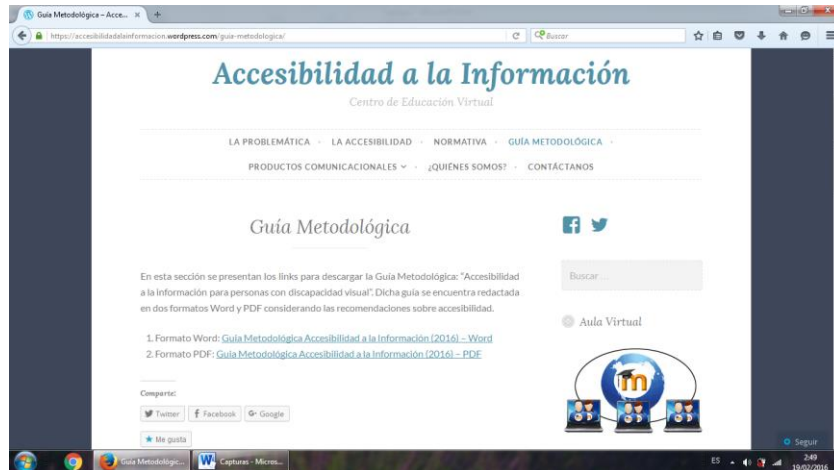 Guía Metodológica – Acce...
https://accesibilidadalainformacion.wordpress.com/guia-metodologica/
Buscar
Accesibilidad a la Información
Centro de Educación Virtual
LA PROBLEMÁTICA · LA ACCESIBILIDAD · NORMATIVA · GUÍA METODOLÓGICA ·
PRODUCTOS COMUNICACIONALES · ¿QUIÉNES SOMOS? · CONTÁCTANOS
Guía Metodológica
En esta sección se presentan los links para descargar la Guía Metodológica: “Accesibilidad
a la información para personas con discapacidad visual”. Dicha guía se encuentra redactada
en dos formatos Word y PDF considerando las recomendaciones sobre accesibilidad.
1. Formato Word: Guía Metodológica Accesibilidad a la Información (2016) – Word
2. Formato PDF: Guía Metodológica Accesibilidad a la Información (2016) – PDF
Comparte:
Twitter Facebook Google
Me gusta
Buscar ...
Aula Virtual
m
Seguir
Guía Metodológic...
Capturas - Micros...
ES
2:49
19/02/2016